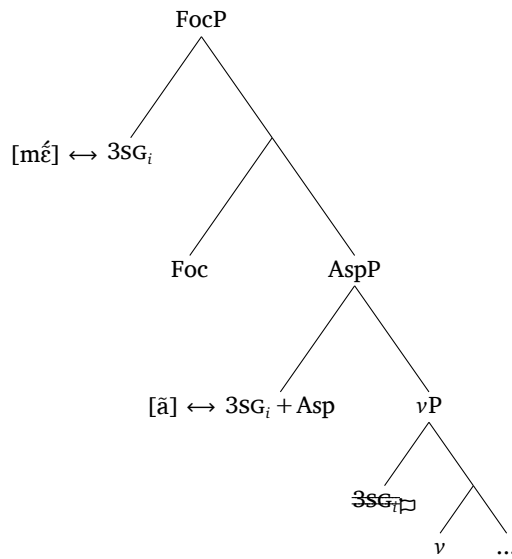 FocP
[mɛ̃́] ↔ 3SGᵢ
Foc AspP
[ã] ↔ 3SGᵢ + Asp vP
3SGᵢ
v ...